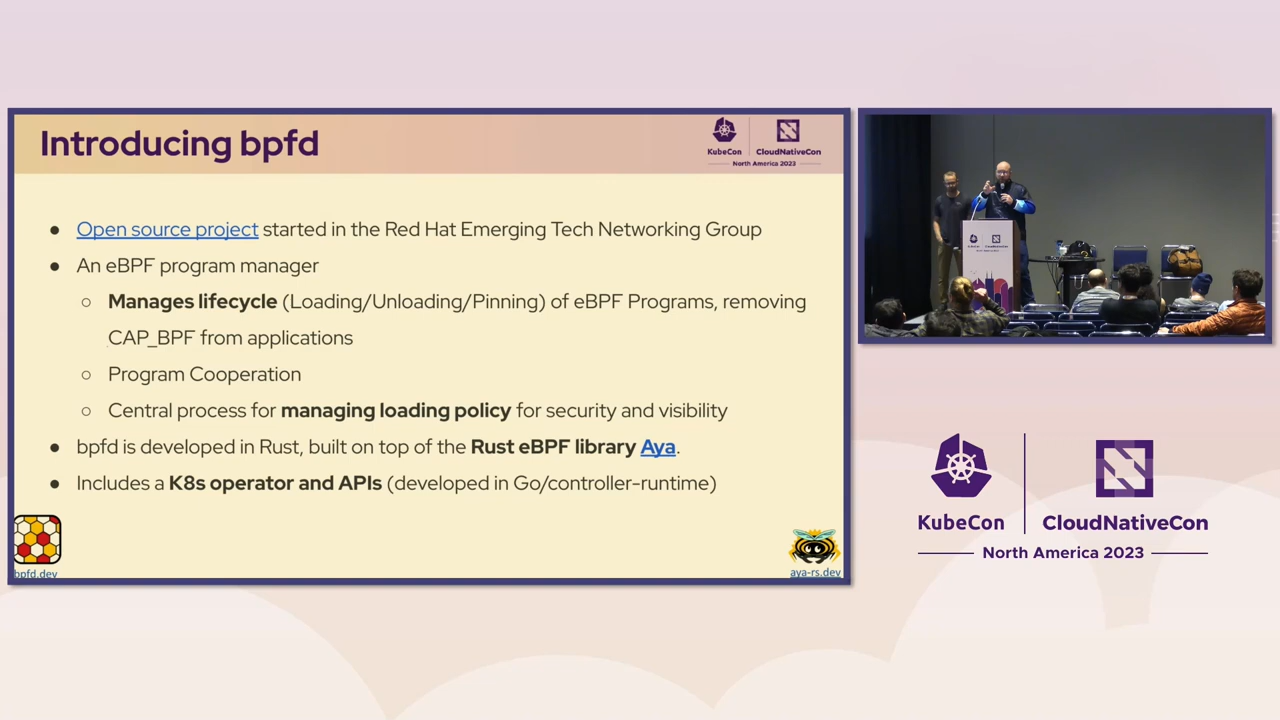 Introducing bpfd
KubeCon
CloudNativeCon
North America 2023
● Open source project started in the Red Hat Emerging Tech Networking Group
● An eBPF program manager
○ Manages lifecycle (Loading/Unloading/Pinning) of eBPF Programs, removing
CAP_BPF from applications
○ Program Cooperation
○ Central process for managing loading policy for security and visibility
● bpfd is developed in Rust, built on top of the Rust eBPF library Aya.
● Includes a K8s operator and APIs (developed in Go/controller-runtime)
bpfd.dev
aya-rs.dev
KubeCon
CloudNativeCon
North America 2023